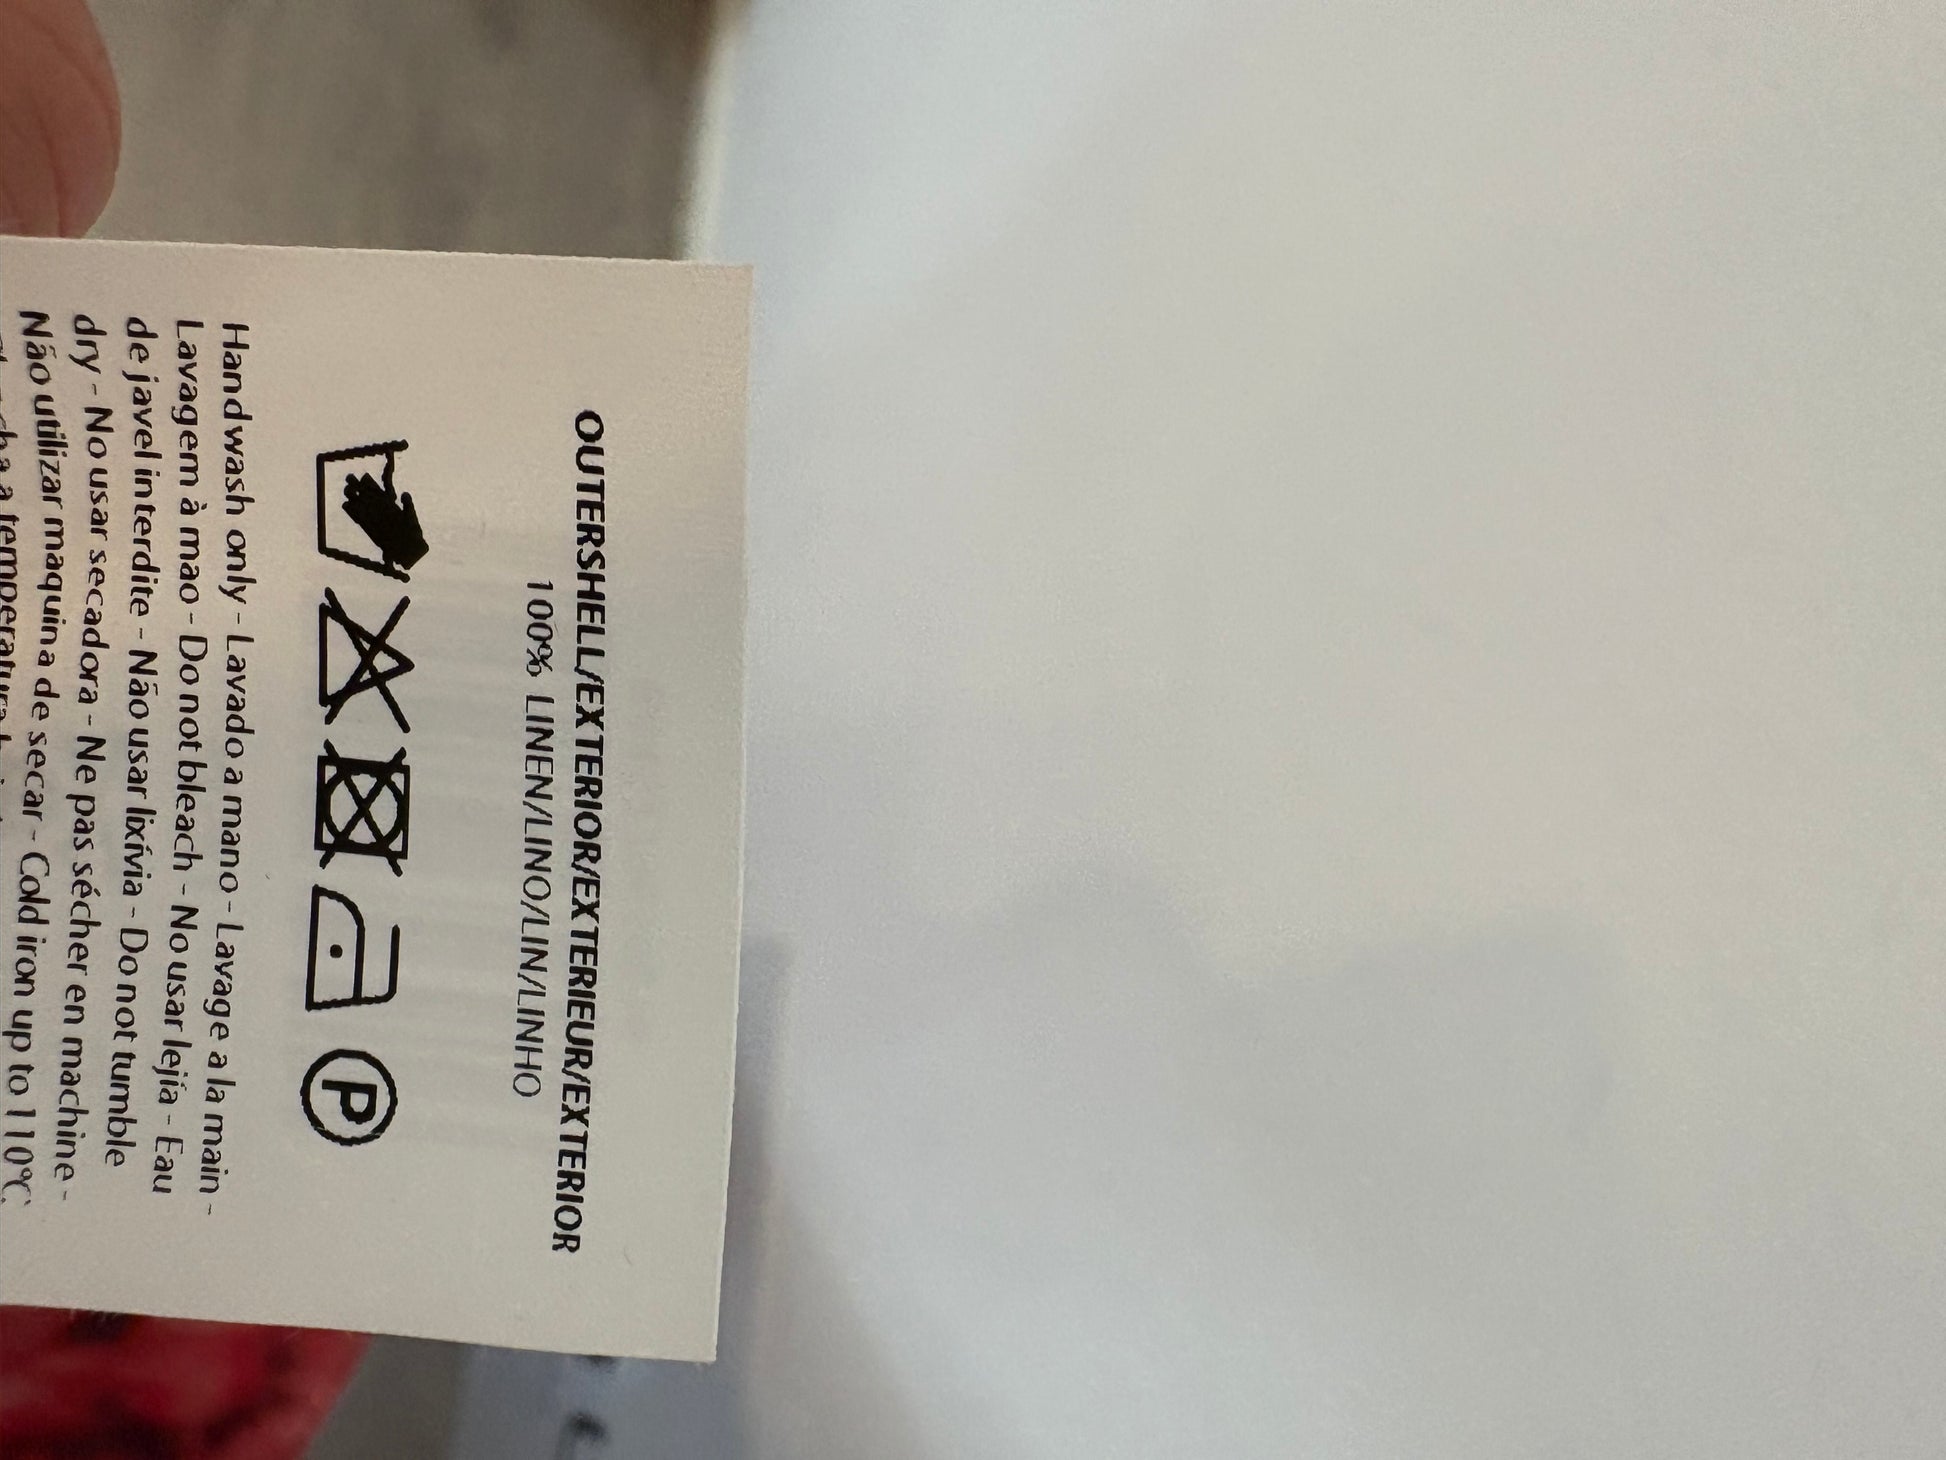 OUTERSHELL/EXTERIOR/EXTERIEUR/EXTERIOR
100% LINEN/LINO/LIN/LINHO
P
Handwash only - Lavado a mano - Lavage a la main -
Lavagem à mao - Do not bleach - No usar lejía - Eau
de javel interdite - Não usar lixívia - Do not tumble
dry - No usar secadora - Ne pas sécher en machine -
Não utilizar maquina de secar - Cold iron up to 110°C
a temperatura